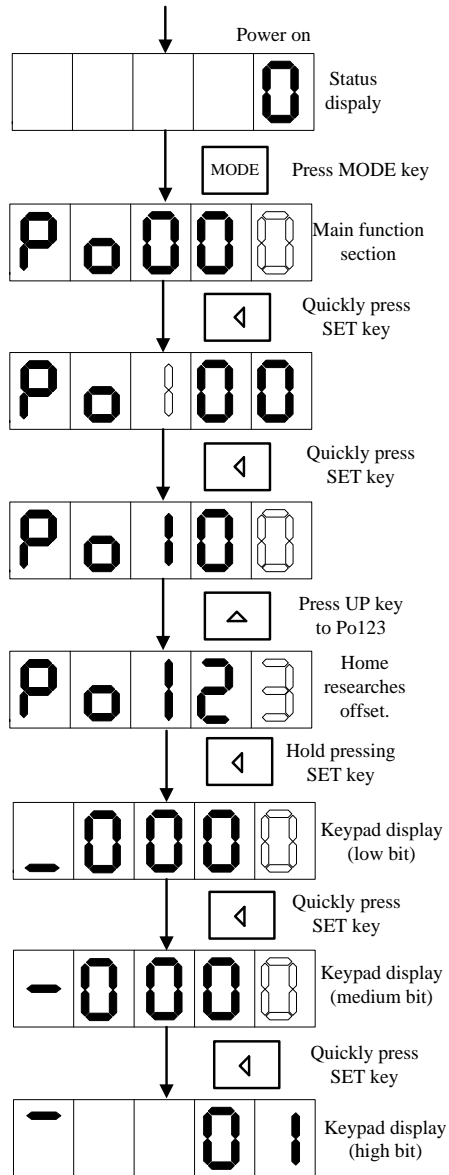 Power on
0
Status
dispaly
MODE
Press MODE key
Po000
Main function
section
Quickly press
SET key
Po100
Quickly press
SET key
Po100
Press UP key
to Po123
Po123
Home
researches
offset.
Hold pressing
SET key
_0000
Keypad display
(low bit)
Quickly press
SET key
-0000
Keypad display
(medium bit)
Quickly press
SET key
‾ 01
Keypad display
(high bit)